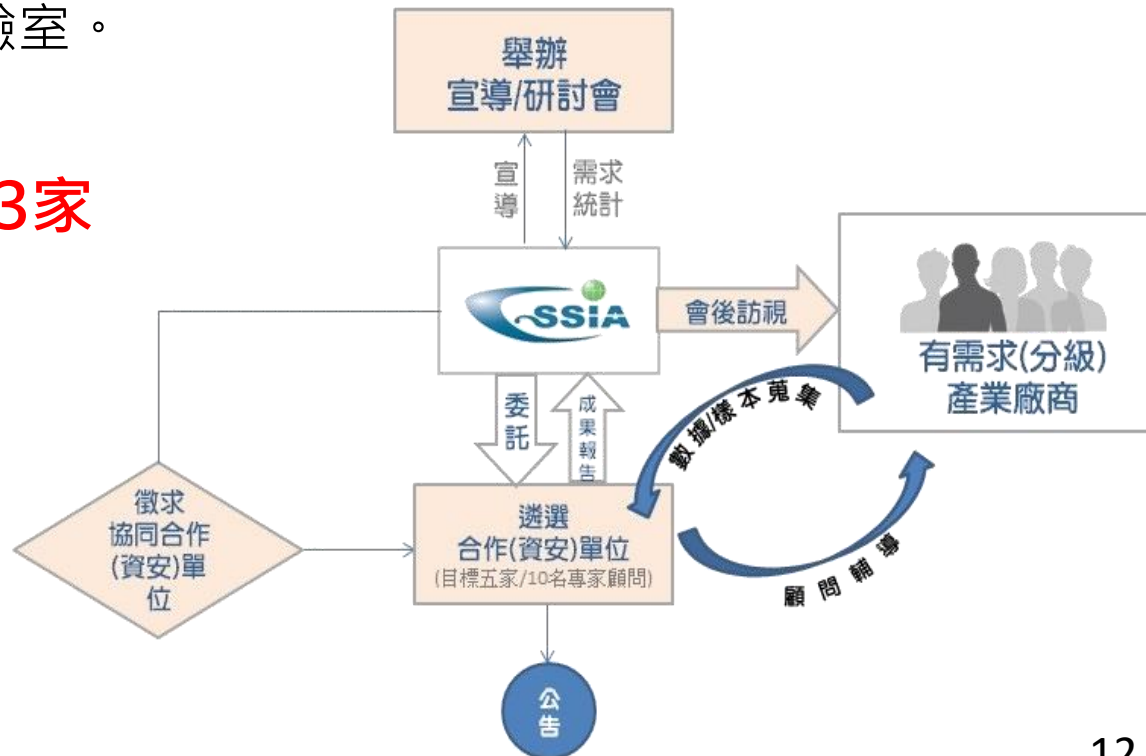 驗室。
3家
舉辦
宣導/研討會
宣導
需求
統計
SSIA
會後訪視
有需求(分級)
產業廠商
委託
成果報告
數據/樣本蒐集
徵求
協同合作
(資安)單
位
遴選
合作(資安)單位
(目標五家/10名專家顧問)
顧問輔導
公告
12